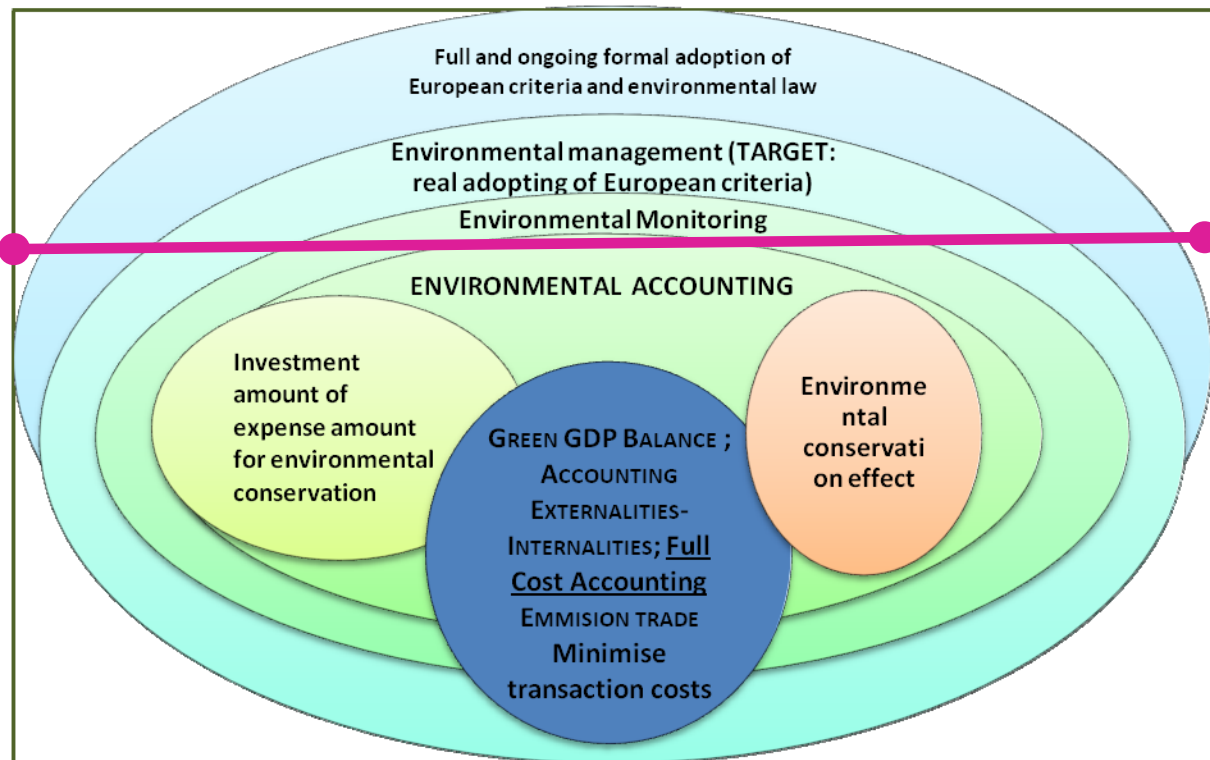 Full and ongoing formal adoption of
European criteria and environmental law
Environmental management (TARGET:
real adopting of European criteria)
Environmental Monitoring
ENVIRONMENTAL ACCOUNTING
Investment
amount of
expense amount
for environmental
conservation
GREEN GDP BALANCE ;
ACCOUNTING
EXTERNALITIES-
INTERNALITIES; Full
Cost Accounting
EMMISION TRADE
Minimise
transaction costs
Environme
ntal
conservati
on effect